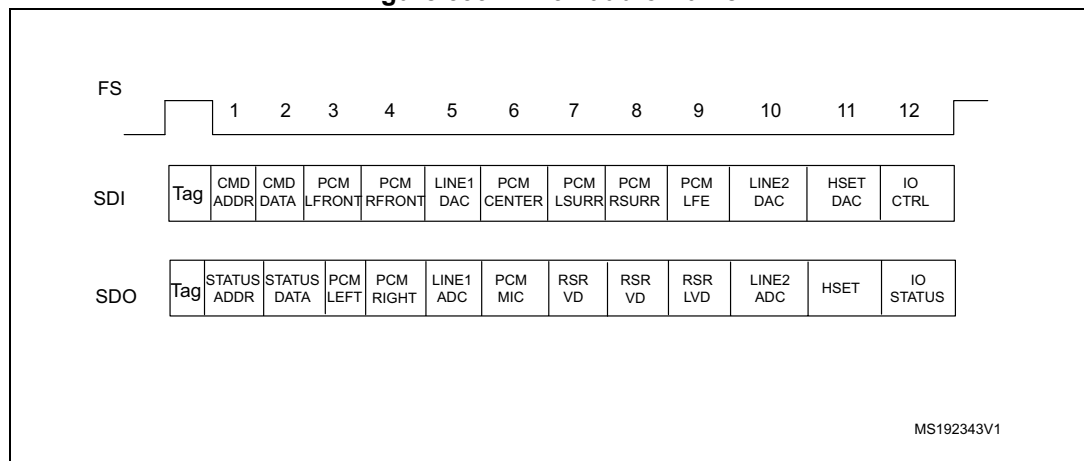 FS
1 2 3 4 5 6 7 8 9 10 11 12
SDI
Tag CMD ADDR CMD DATA PCM LFRONT PCM RFRONT LINE1 DAC PCM CENTER PCM LSURR PCM RSURR PCM LFE LINE2 DAC HSET DAC IO CTRL
SDO
Tag STATUS ADDR STATUS DATA PCM LEFT PCM RIGHT LINE1 ADC PCM MIC RSR VD RSR VD RSR LVD LINE2 ADC HSET IO STATUS
MS192343V1